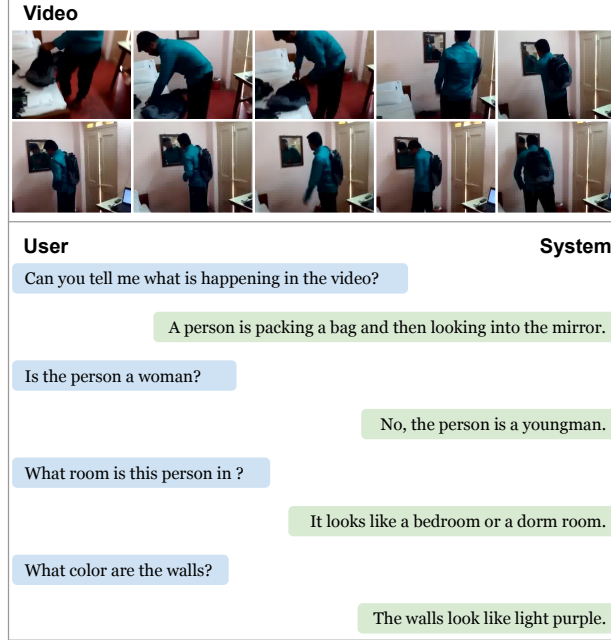 Video
User
System
Can you tell me what is happening in the video?
A person is packing a bag and then looking into the mirror.
Is the person a woman?
No, the person is a youngman.
What room is this person in ?
It looks like a bedroom or a dorm room.
What color are the walls?
The walls look like light purple.